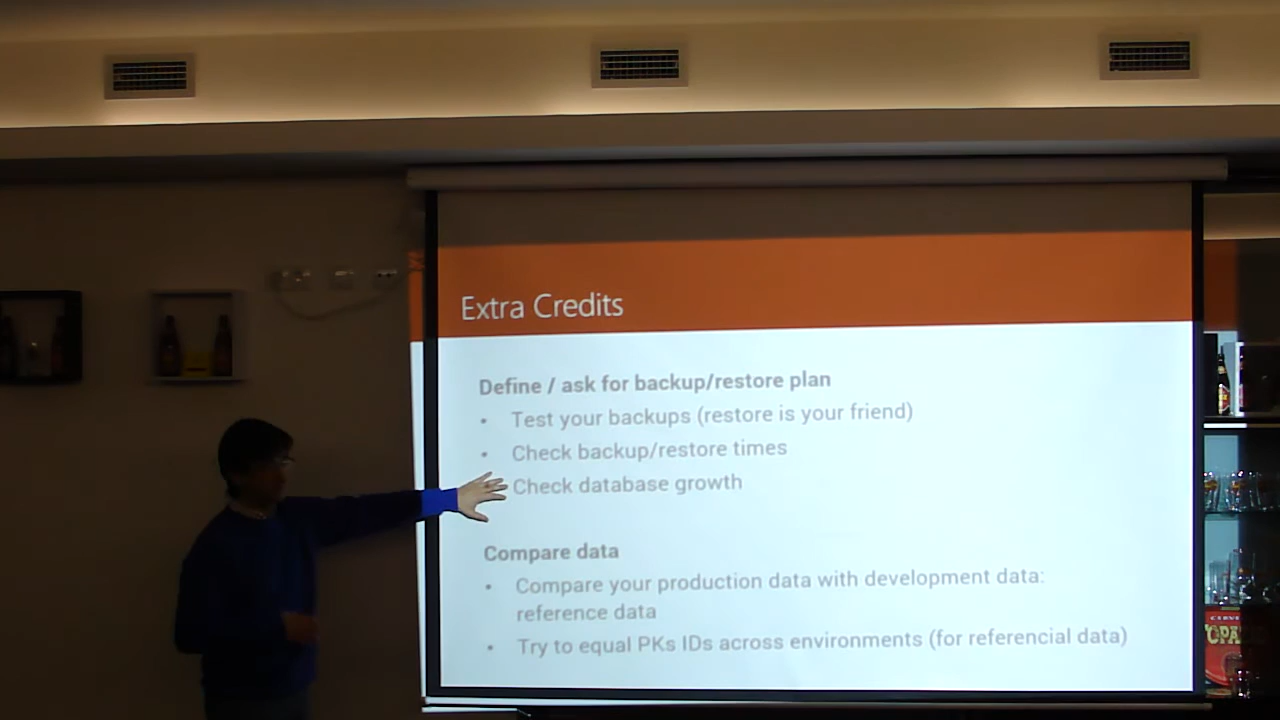 Extra Credits
Define / ask for backup/restore plan
• Test your backups (restore is your friend)
• Check backup/restore times
Check database growth
Compare data
• Compare your production data with development data:
reference data
• Try to equal PKs IDs across environments (for referencial data)